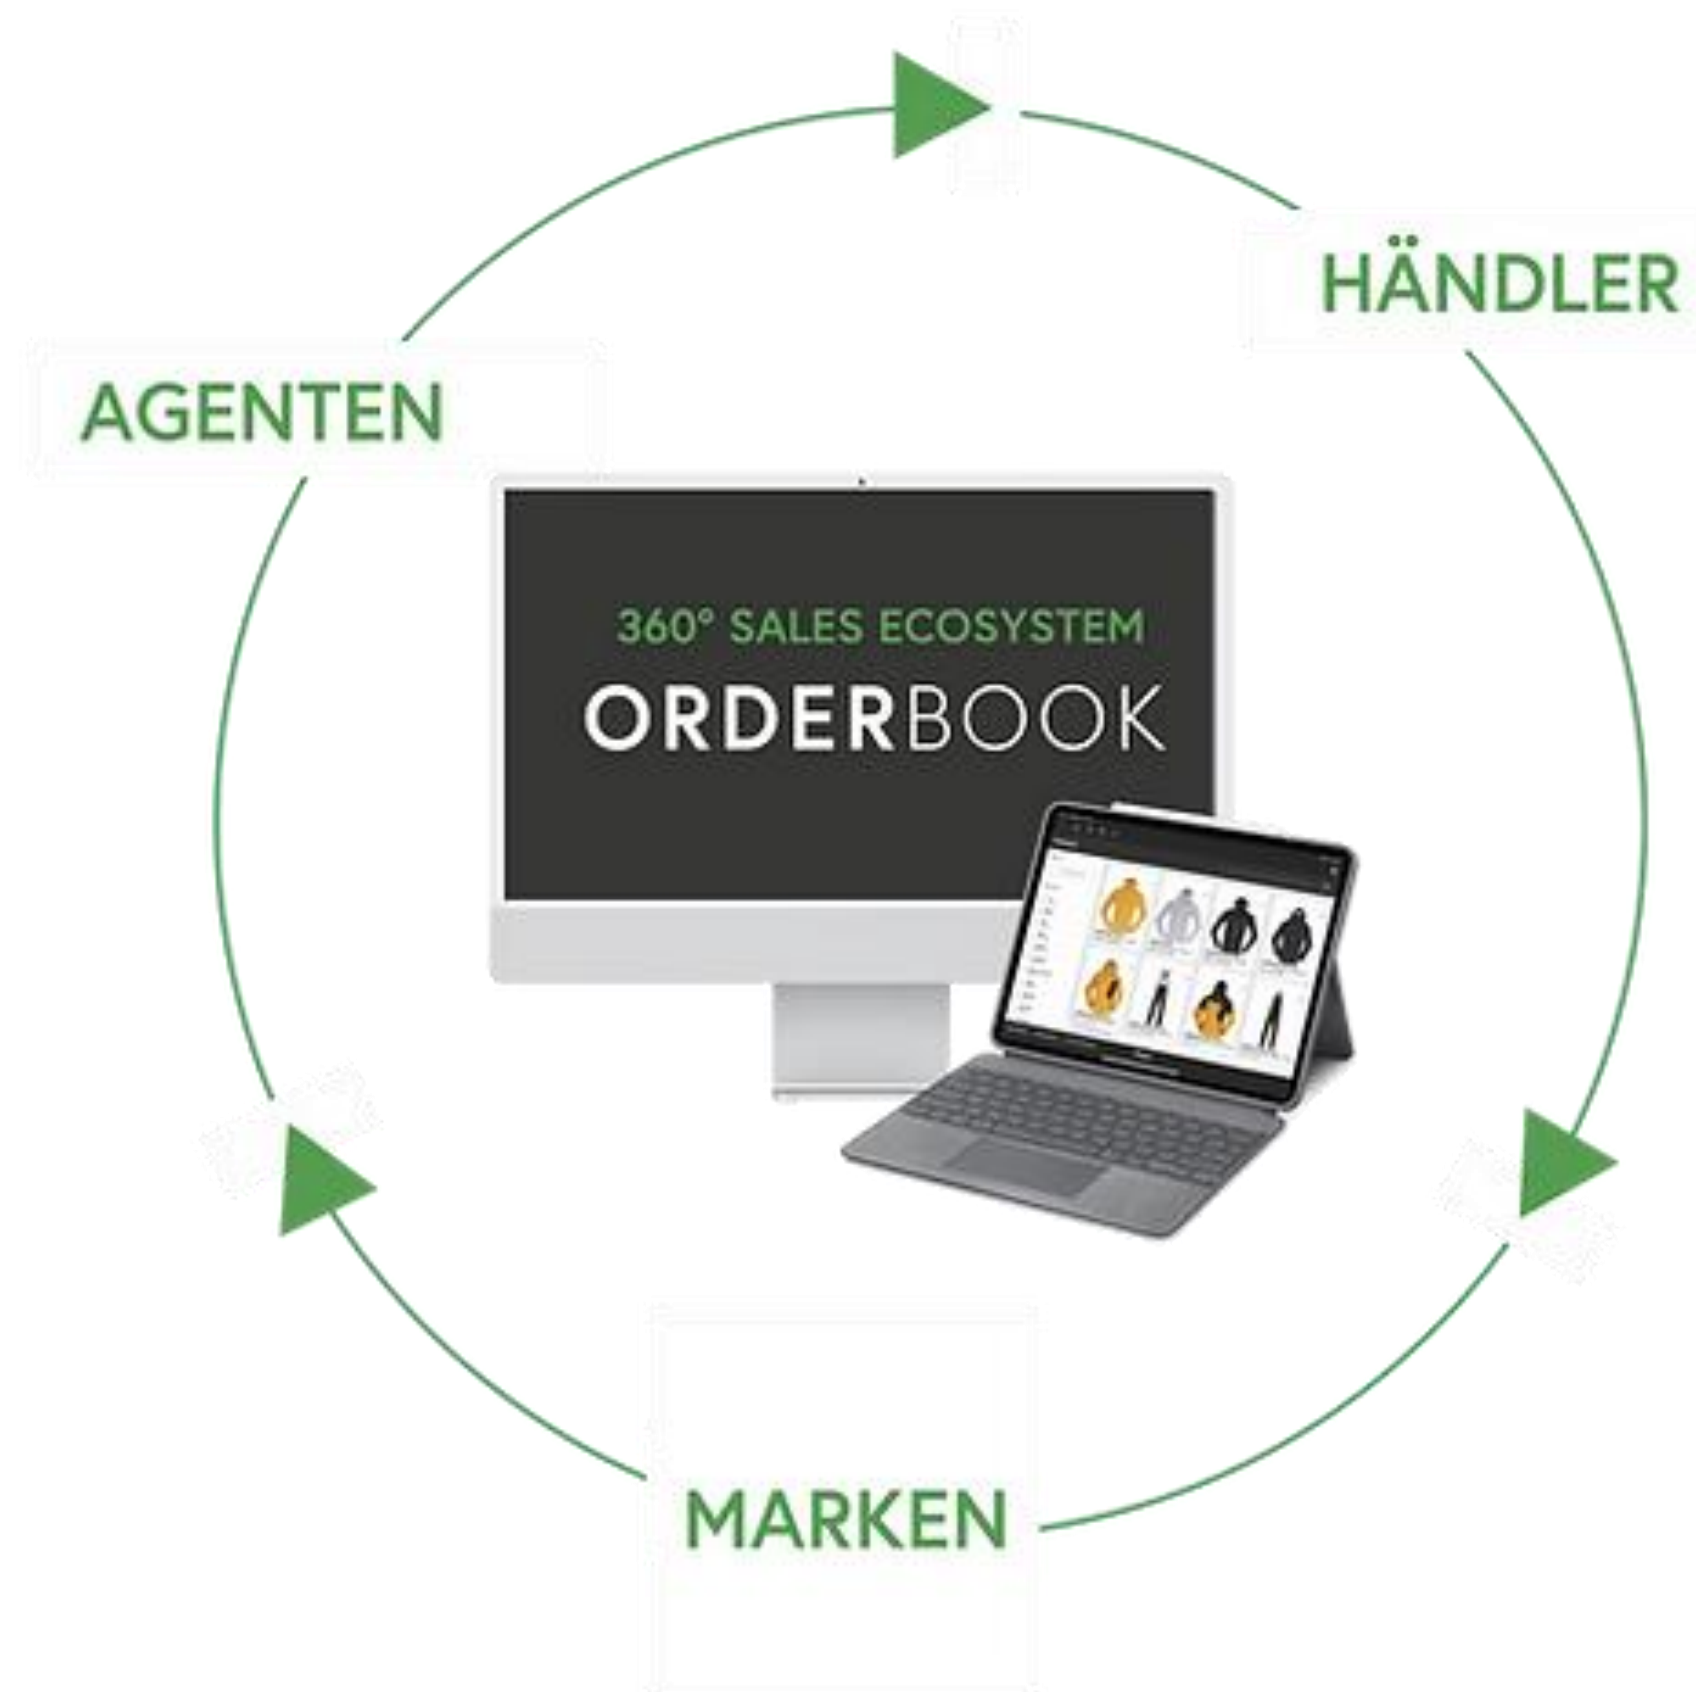 HÄNDLER
AGENTEN
360° SALES ECOSYSTEM
ORDERBOOK
MARKEN